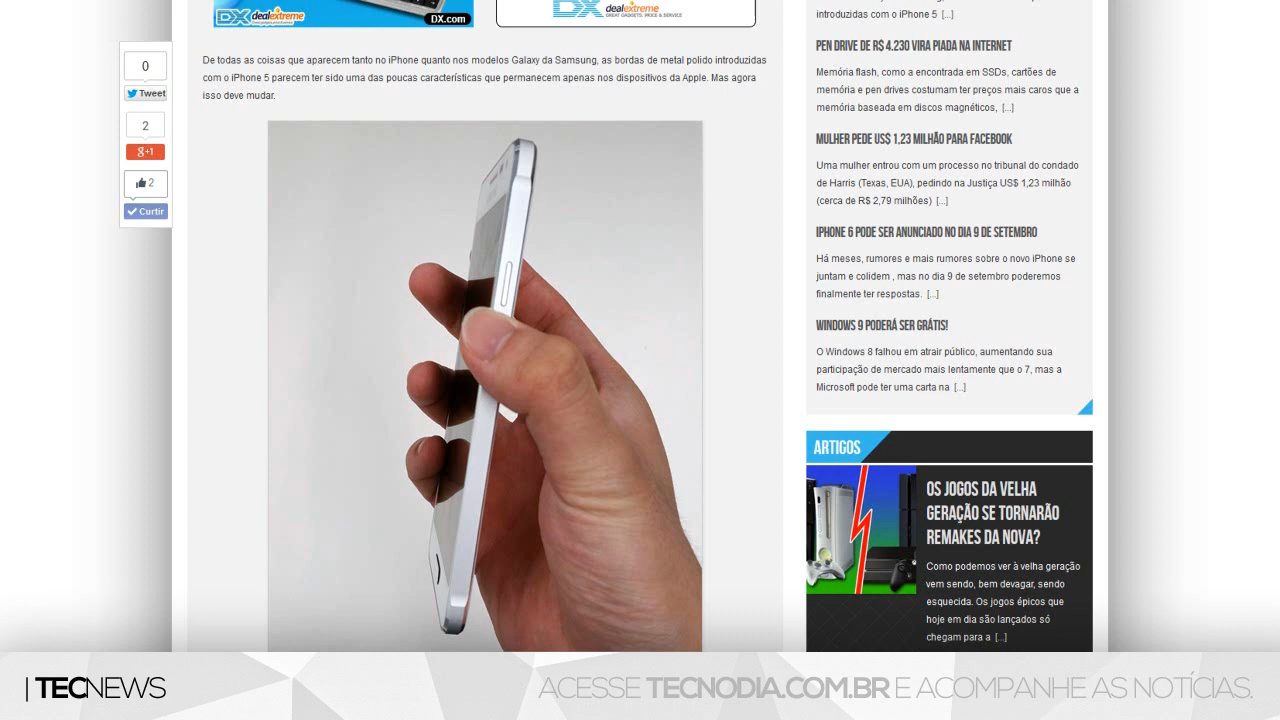 DX dealextreme
DX.com
DX dealextreme
GREAT GADGETS, PRICE & SERVICE
De todas as coisas que aparecem tanto no iPhone quanto nos modelos Galaxy da Samsung, as bordas de metal polido introduzidas
com o iPhone 5 parecem ter sido uma das poucas características que permanecem apenas nos dispositivos da Apple. Mas agora
isso deve mudar.
0
Tweet
2
g+1
2
Curtir
introduzidas com o iPhone 5 [...]
PEN DRIVE DE R$ 4.230 VIRA PIADA NA INTERNET
Memória flash, como a encontrada em SSDs, cartões de
memória e pen drives costumam ter preços mais caros que a
memória baseada em discos magnéticos, [...]
MULHER PEDE US$ 1,23 MILHÃO PARA FACEBOOK
Uma mulher entrou com um processo no tribunal do condado
de Harris (Texas, EUA), pedindo na Justiça US$ 1,23 milhão
(cerca de R$ 2,79 milhões) [...]
IPHONE 6 PODE SER ANUNCIADO NO DIA 9 DE SETEMBRO
Há meses, rumores e mais rumores sobre o novo iPhone se
juntam e colidem , mas no dia 9 de setembro poderemos
finalmente ter respostas. [...]
WINDOWS 9 PODERÁ SER GRÁTIS!
O Windows 8 falhou em atrair público, aumentando sua
participação de mercado mais lentamente que o 7, mas a
Microsoft pode ter uma carta na [...]
ARTIGOS
OS JOGOS DA VELHA
GERAÇÃO SE TORNARÃO
REMAKES DA NOVA?
Como podemos ver à velha geração
vem sendo, bem devagar, sendo
esquecida. Os jogos épicos que
hoje em dia são lançados só
chegam para a [...]
| TECNEWS
ACESSE TECNODIA.COM.BR E ACOMPANHE AS NOTÍCIAS.